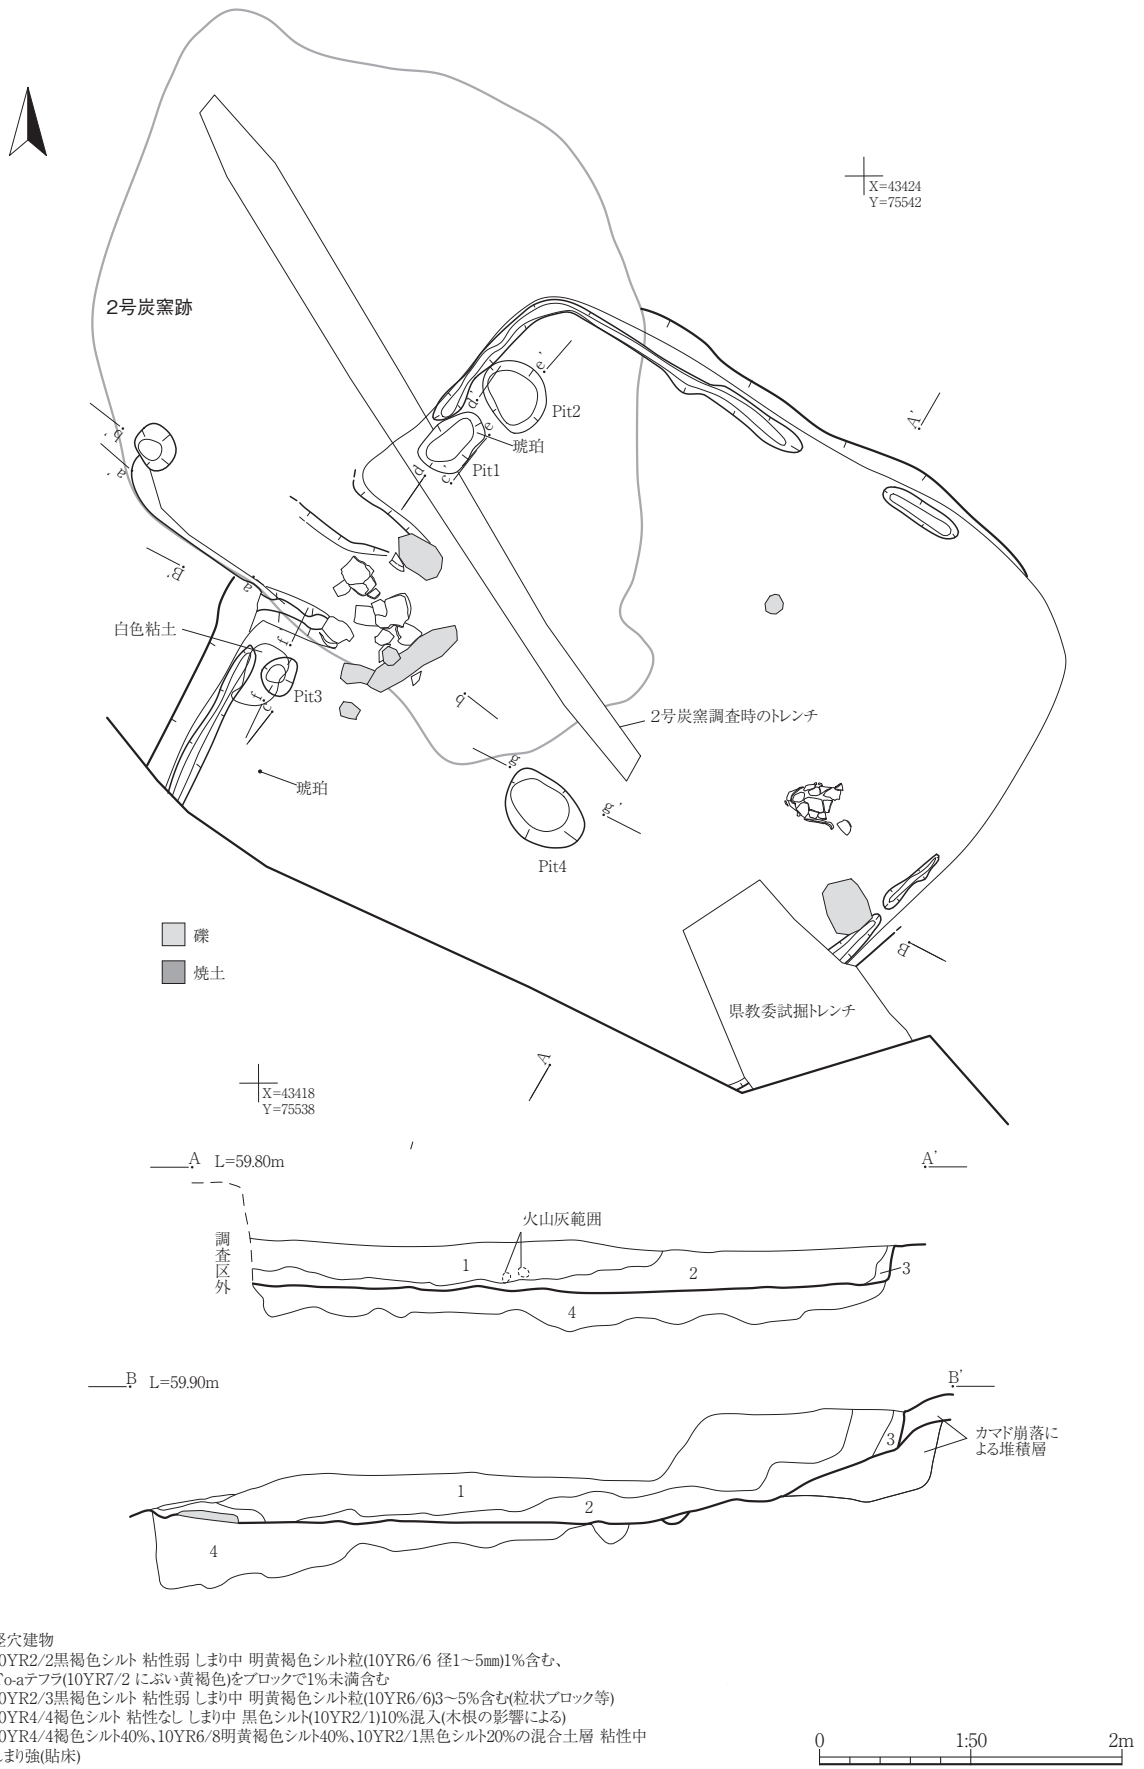 X=43424
Y=75542
2号炭窯跡
A'
e'
d'
Pit2
e
琥珀
b'
a'
d
c'
Pit1
B'
a
白色粘土
f'
Pit3
f
c
b
2号炭窯調査時のトレンチ
琥珀
g
g'
Pit4
礫
焼土
B
県教委試掘トレンチ
A
X=43418
Y=75538
A L=59.80m
A'
火山灰範囲
調査区外
1
2
3
4
B L=59.90m
B'
カマド崩落に
よる堆積層
3
1
2
4
穴建物
0YR2/2黒褐色シルト 粘性弱 しまり中 明黄褐色シルト粒(10YR6/6 径1~5㎜)1%含む、
To-aテフラ(10YR7/2 にぶい黄褐色)をブロックで1%未満含む
0YR2/3黒褐色シルト 粘性弱 しまり中 明黄褐色シルト粒(10YR6/6)3~5%含む(粒状ブロック等)
0YR4/4褐色シルト 粘性なし しまり中 黒色シルト(10YR2/1)10%混入(木根の影響による)
0YR4/4褐色シルト40%、10YR6/8明黄褐色シルト40%、10YR2/1黒色シルト20%の混合土層 粘性中
しまり強(貼床)
0 1:50 2m